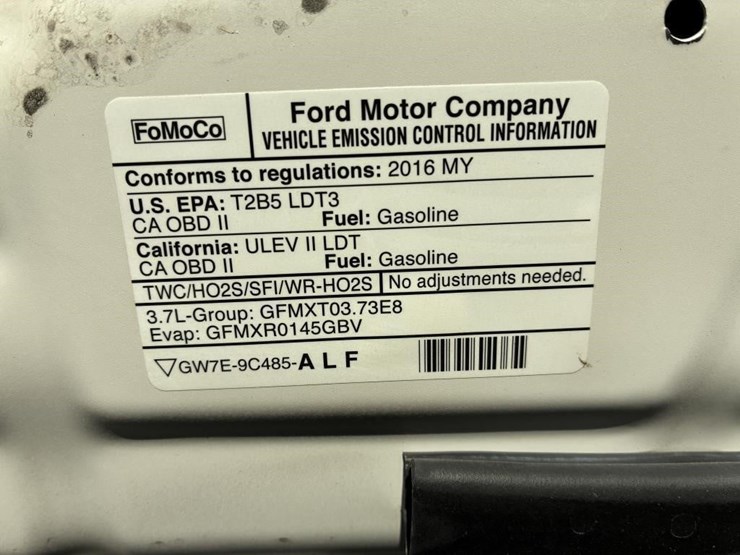 FoMoCo
Ford Motor Company
VEHICLE EMISSION CONTROL INFORMATION
Conforms to regulations: 2016 MY
U.S. EPA: T2B5 LDT3
CA OBD II Fuel: Gasoline
California: ULEV II LDT
CA OBD II Fuel: Gasoline
TWC/HO2S/SFI/WR-HO2S No adjustments needed.
3.7L-Group: GFMXT03.73E8
Evap: GFMXR0145GBV
GW7E-9C485-A L F